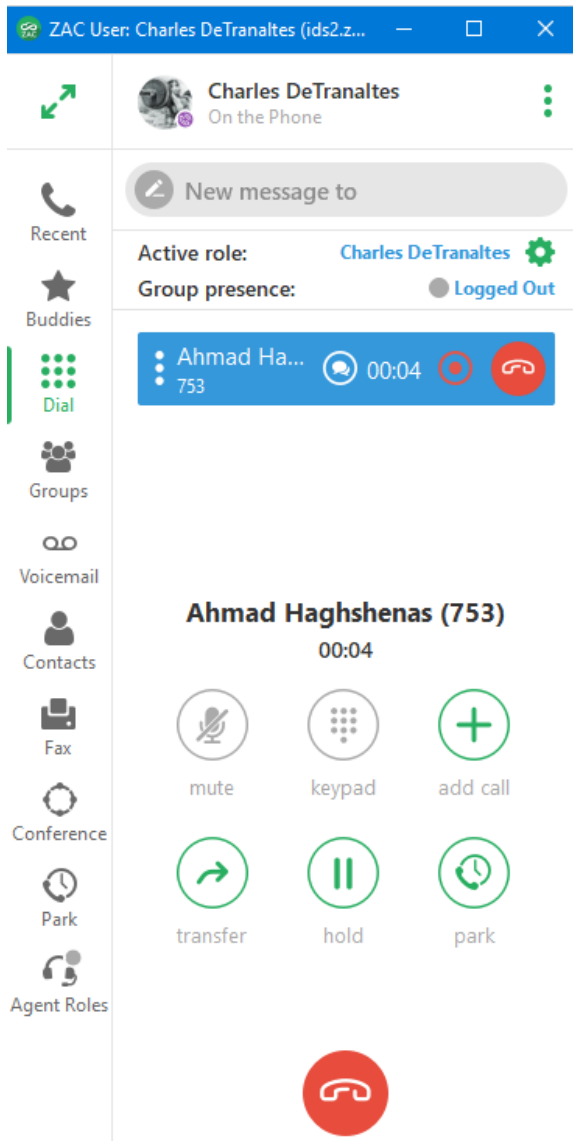 ZAC User: Charles DeTranaltes (ids2.z...
Charles DeTranaltes
On the Phone
New message to
Active role: Charles DeTranaltes
Group presence: Logged Out
Ahmad Ha... 00:04
753
Recent
Buddies
Dial
Groups
Voicemail
Contacts
Fax
Conference
Park
Agent Roles
Ahmad Haghshenas (753)
00:04
mute keypad add call
transfer hold park